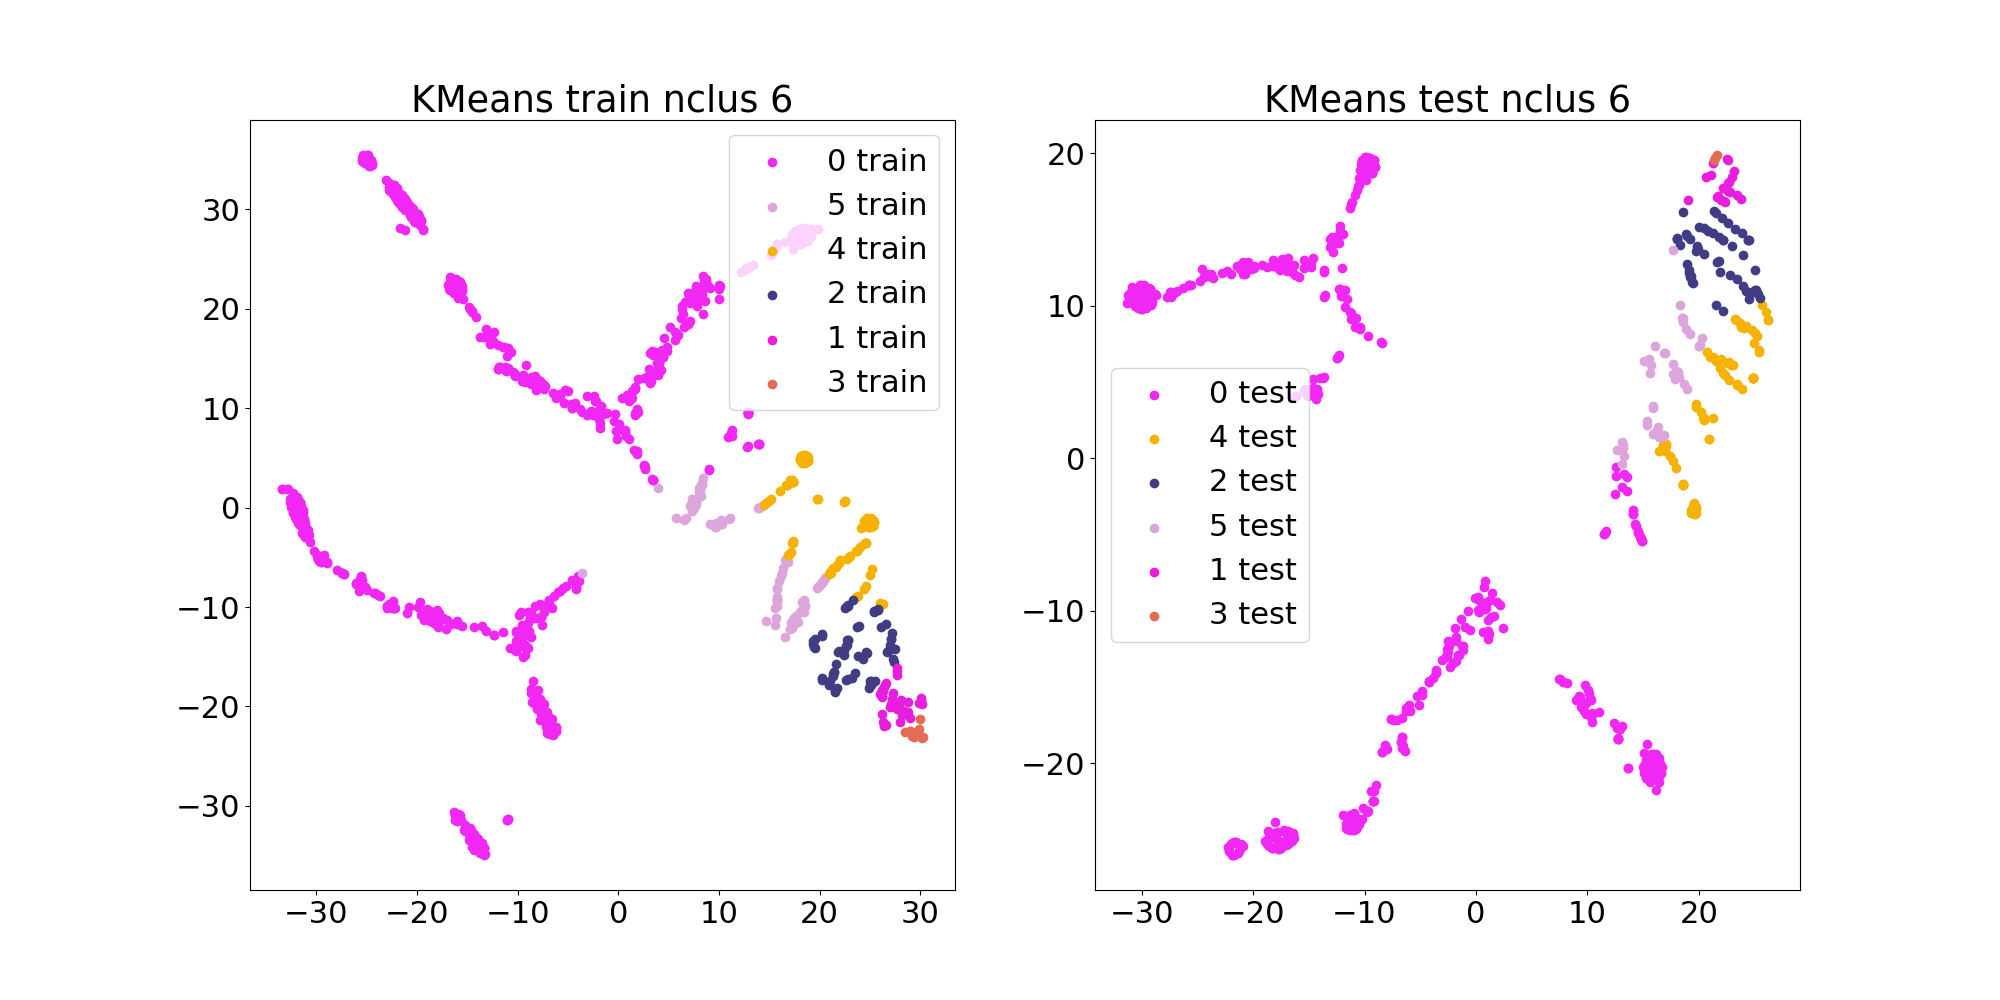 KMeans train nclus 6
0 train
5 train
4 train
2 train
1 train
3 train
30
20
10
0
−10
−20
−30
−30 −20 −10 0 10 20 30
KMeans test nclus 6
0 test
4 test
2 test
5 test
1 test
3 test
20
10
0
−10
−20
−30 −20 −10 0 10 20